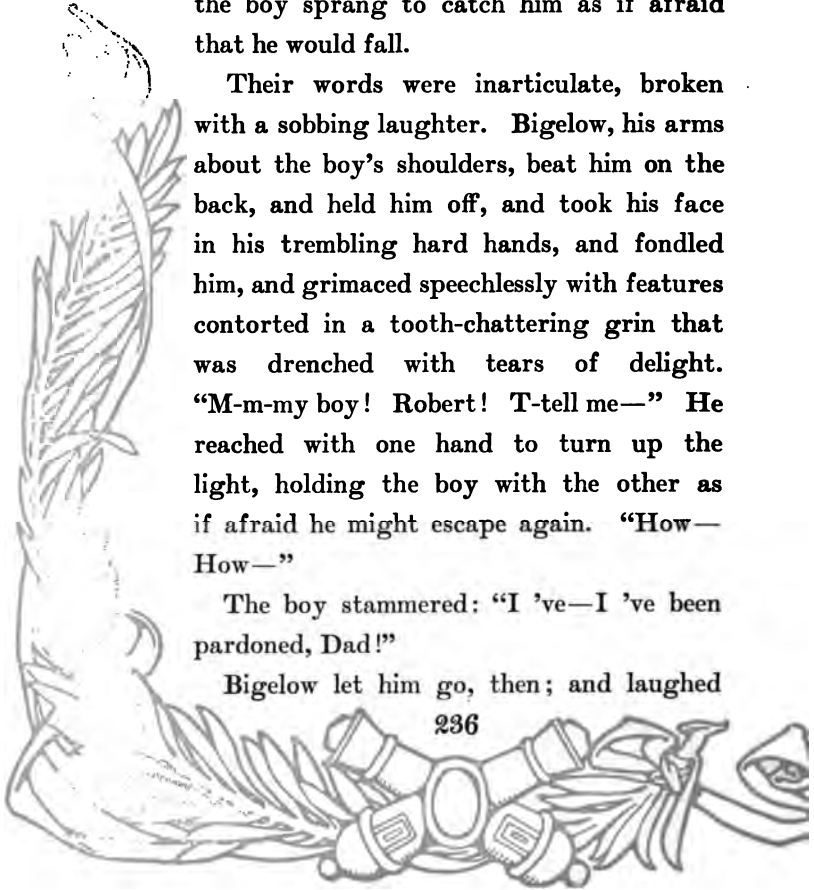 the boy sprang to catch him as if afraid
that he would fall.
Their words were inarticulate, broken
with a sobbing laughter. Bigelow, his arms
about the boy's shoulders, beat him on the
back, and held him off, and took his face
in his trembling hard hands, and fondled
him, and grimaced speechlessly with features
contorted in a tooth-chattering grin that
was drenched with tears of delight.
“M-m-my boy! Robert! T-tell me—” He
reached with one hand to turn up the
light, holding the boy with the other as
if afraid he might escape again. “How—
How—”
The boy stammered: “I 've—I 've been
pardoned, Dad!”
Bigelow let him go, then; and laughed
236